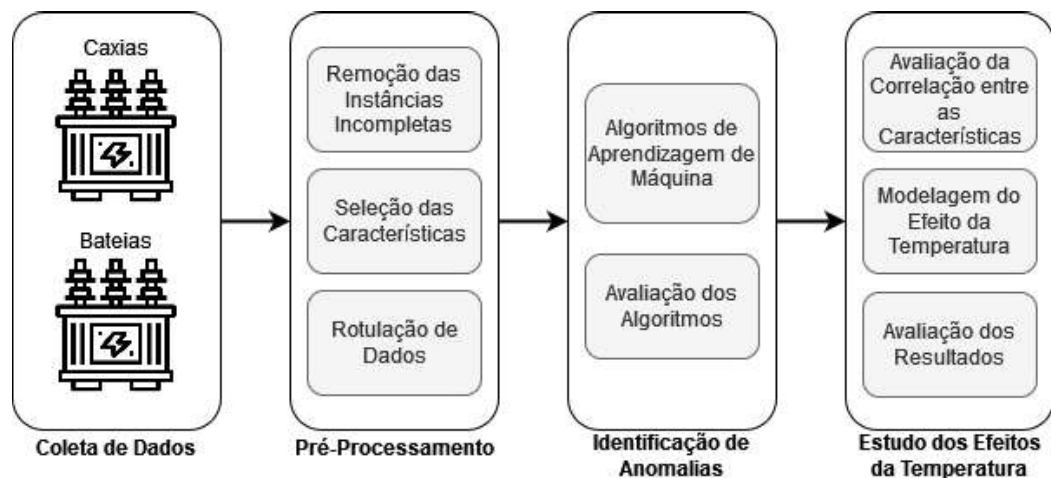 Caxias
Bateias
Coleta de Dados
Remoção das
Instâncias
Incompletas
Seleção das
Características
Rotulação de
Dados
Pré-Processamento
Algoritmos de
Aprendizagem de
Máquina
Avaliação dos
Algoritmos
Identificação de
Anomalias
Avaliação da
Correlação entre
as
Características
Modelagem do
Efeito da
Temperatura
Avaliação dos
Resultados
Estudo dos Efeitos
da Temperatura